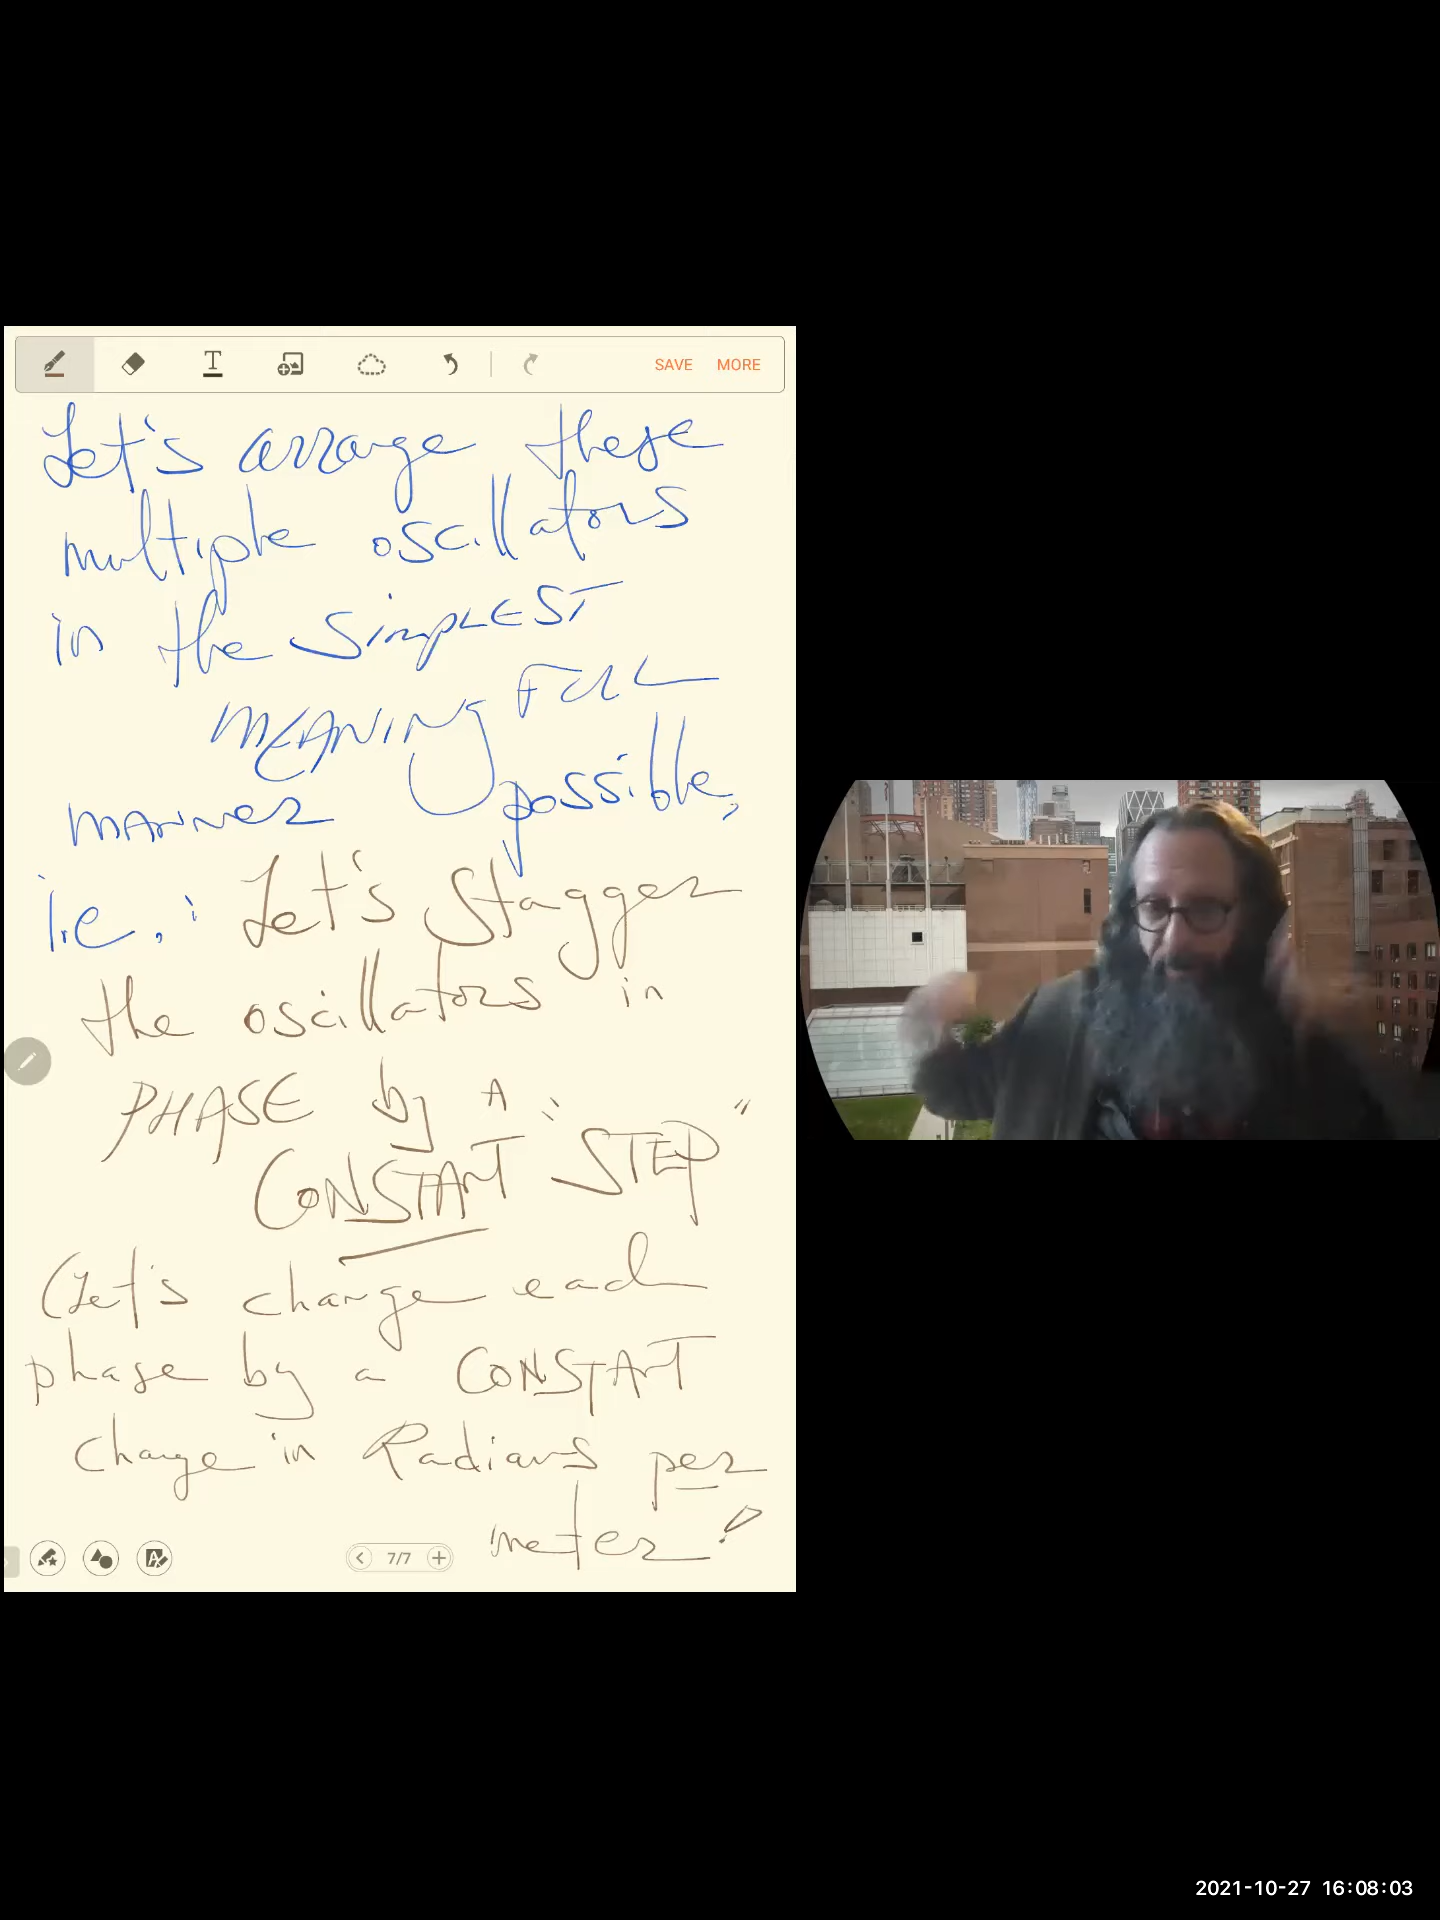 SAVE MORE
Let's arrange these
multiple oscillators
in the SIMPLEST
MEANINGFULL
MANNER possible,
i.e.: Let's Stagger
the oscillators in
PHASE by A "
CONSTANT STEP"
(Let's change each
phase by a CONSTANT
change in Radians per
meter!
7/7
2021-10-27 16:08:03